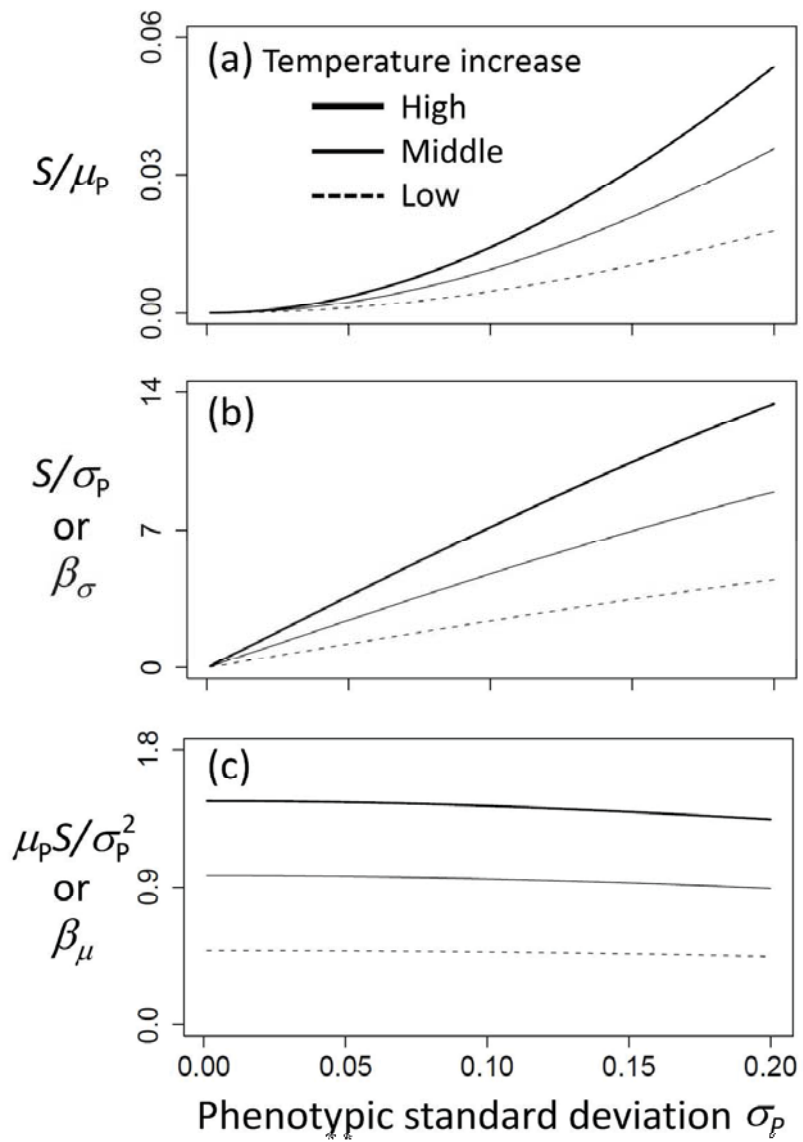 0.06
(a) Temperature increase
High
Middle
Low
S/μP
0.03
0.00
14
(b)
S/σP
or
βσ
7
0
1.8
(c)
μPS/σP²
or
βμ
0.9
0.0
0.00 0.05 0.10 0.15 0.20
Phenotypic standard deviation σP
**